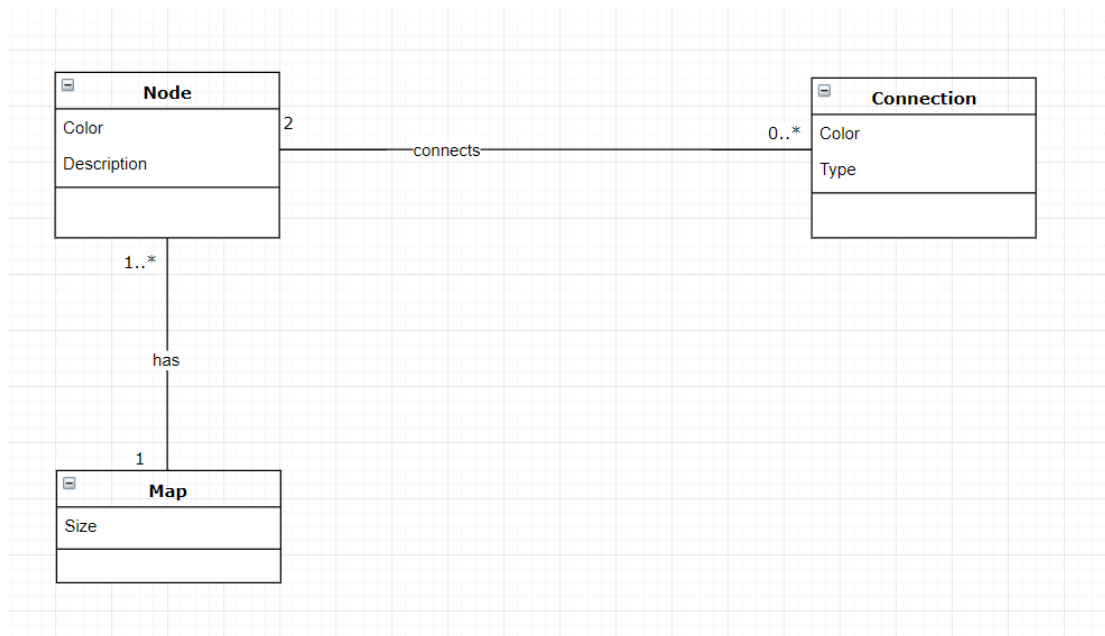 Node
Color
Description
2
connects
0..*
Connection
Color
Type
1..*
has
1
Map
Size